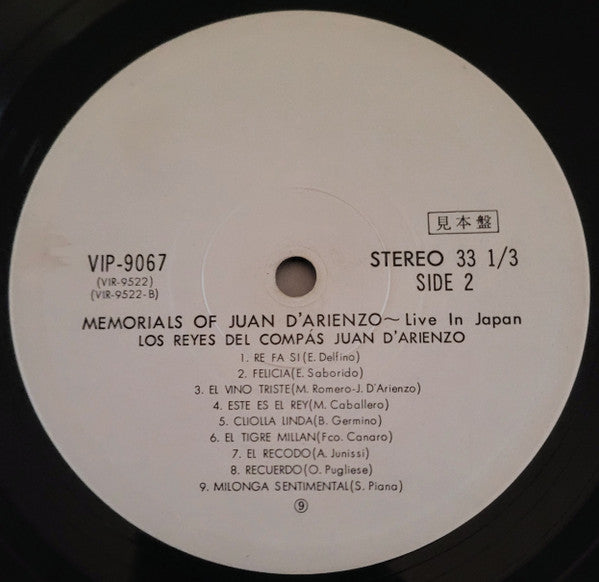 見本盤
VIP-9067
(VIR-9522)
(VIR-9522-B)
STEREO 33 1/3
SIDE 2
MEMORIALS OF JUAN D'ARIENZO~Live In Japan
LOS REYES DEL COMPÁS JUAN D'ARIENZO
1. RE FA SI(E. Delfino)
2. FELICIA(E. Saborido)
3. EL VINO TRISTE(M. Romero-J. D'Arienzo)
4. ESTE ES EL REY(M. Caballero)
5. CLIOLLA LINDA(B. Germino)
6. EL TIGRE MILLAN(Fco. Canaro)
7. EL RECODO(A. Junissi)
8. RECUERDO(O. Pugliese)
9. MILONGA SENTIMENTAL(S. Piana)
⑨